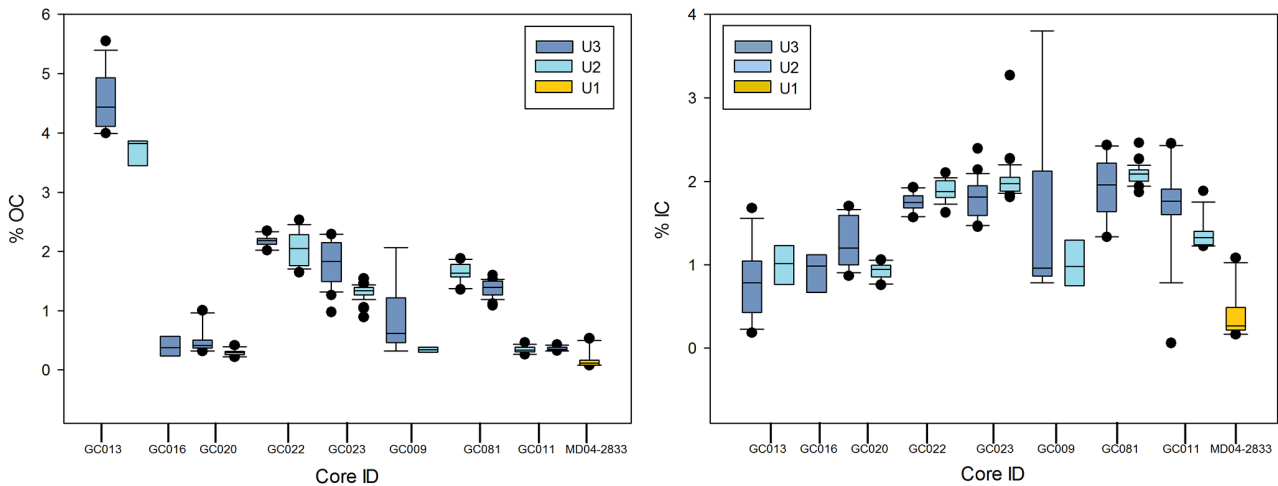 6
5
4
3
2
1
0
% OC
U3
U2
U1
GC013
GC016
GC020
GC022
GC023
GC009
GC081
GC011
MD04-2833
Core ID
4
3
2
1
0
% IC
U3
U2
U1
GC013
GC016
GC020
GC022
GC023
GC009
GC081
GC011
MD04-2833
Core ID